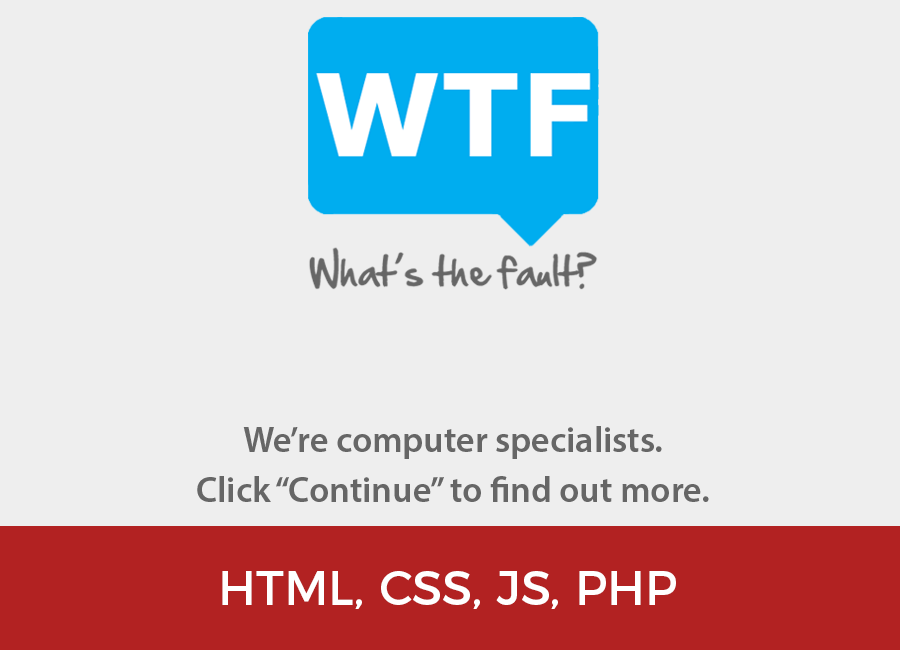 WTF
What's the fault?
We’re computer specialists.
Click “Continue” to find out more.
HTML, CSS, JS, PHP